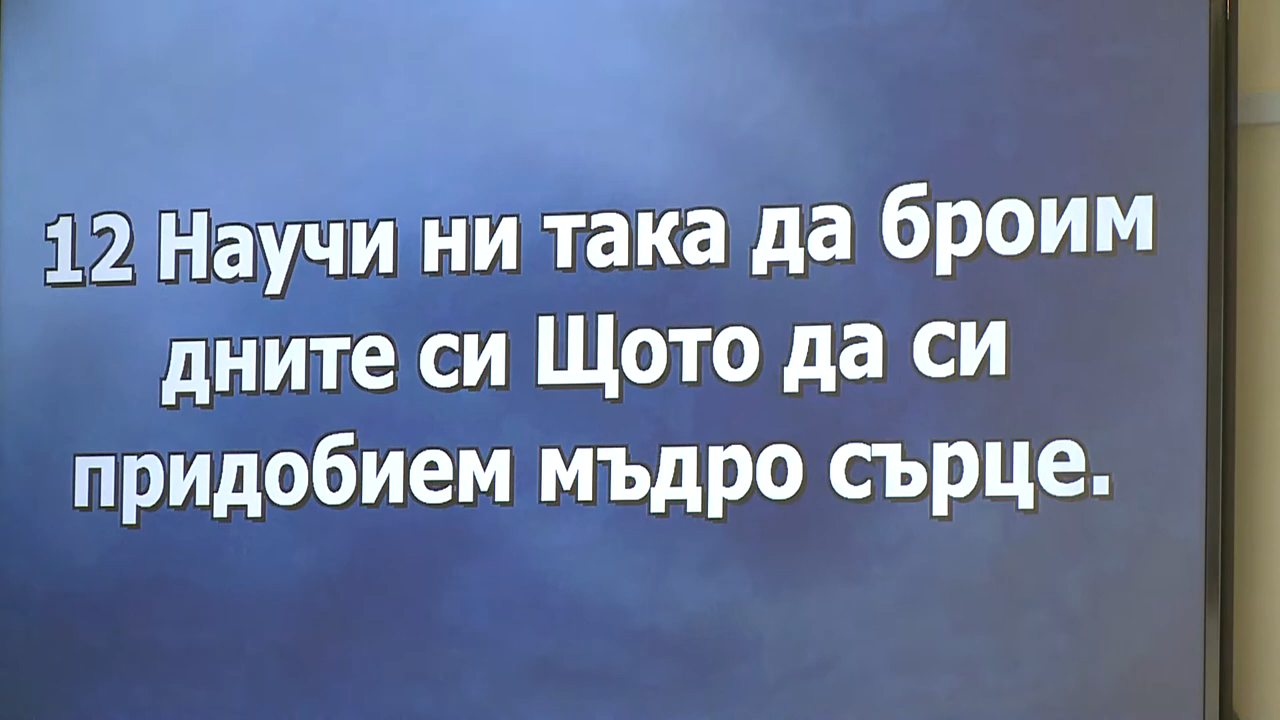 12 Научи ни така да броим
дните си Щото да си
придобием мъдро сърце.